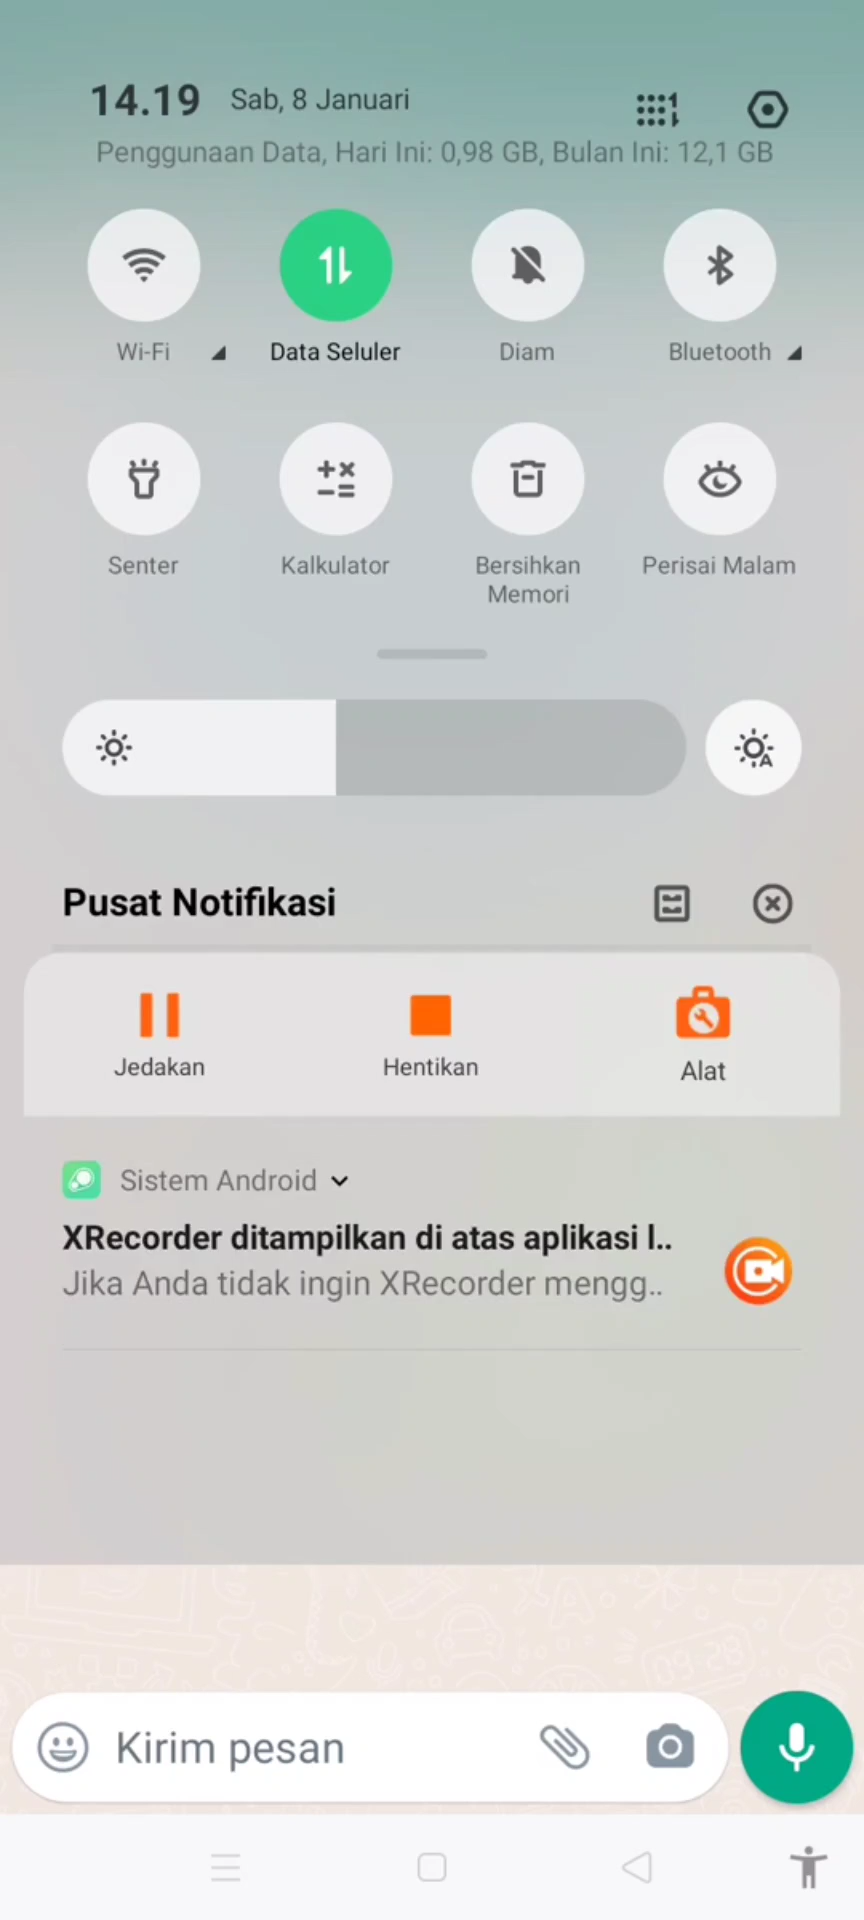 14.19 Sab, 8 Januari
Penggunaan Data, Hari Ini: 0,98 GB, Bulan Ini: 12,1 GB
Wi-Fi Data Seluler Diam Bluetooth
Senter Kalkulator Bersihkan Memori Perisai Malam
Pusat Notifikasi
Jedakan Hentikan Alat
Sistem Android
XRecorder ditampilkan di atas aplikasi l..
Jika Anda tidak ingin XRecorder mengg..
09:28
Kirim pesan